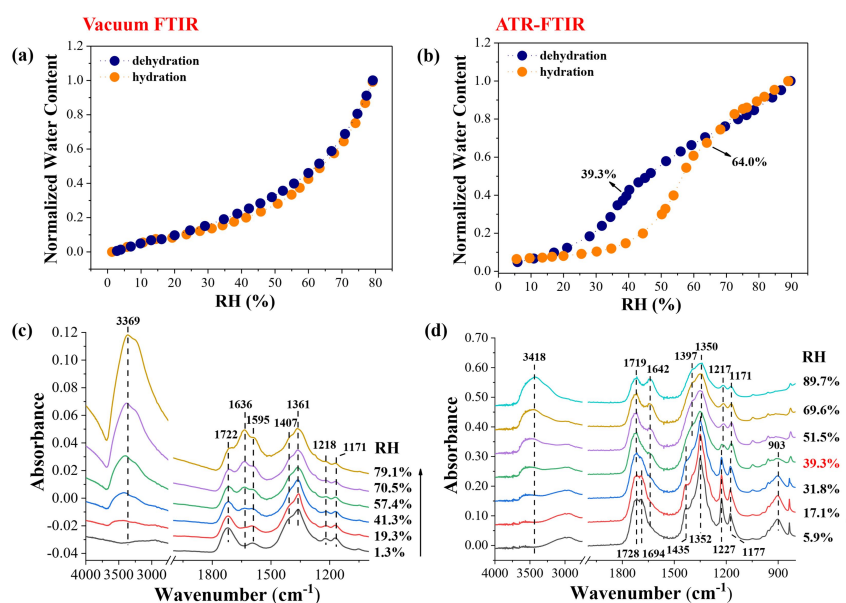 Vacuum FTIR
ATR-FTIR
(a)
dehydration
hydration
Normalized Water Content
1.0
0.8
0.6
0.4
0.2
0.0
0 10 20 30 40 50 60 70 80 90
RH (%)
(b)
dehydration
hydration
39.3%
64.0%
Normalized Water Content
1.0
0.8
0.6
0.4
0.2
0.0
0 10 20 30 40 50 60 70 80 90
RH (%)
(c)
3369
1722
1636
1595
1407
1361
1218
1171
RH
79.1%
70.5%
57.4%
41.3%
19.3%
1.3%
Absorbance
0.12
0.10
0.08
0.06
0.04
0.02
0.00
-0.02
-0.04
4000 3500 3000 1800 1400 1000
Wavenumber (cm⁻¹)
(d)
3418
1719
1642
1397
1350
1217
1171
903
RH
89.7%
69.6%
51.5%
39.3%
31.8%
17.1%
5.9%
1728
1694
1435
1352
1227
1177
Absorbance
0.70
0.60
0.50
0.40
0.30
0.20
0.10
0.00
4000 3500 3000 1800 1400 1000
Wavenumber (cm⁻¹)